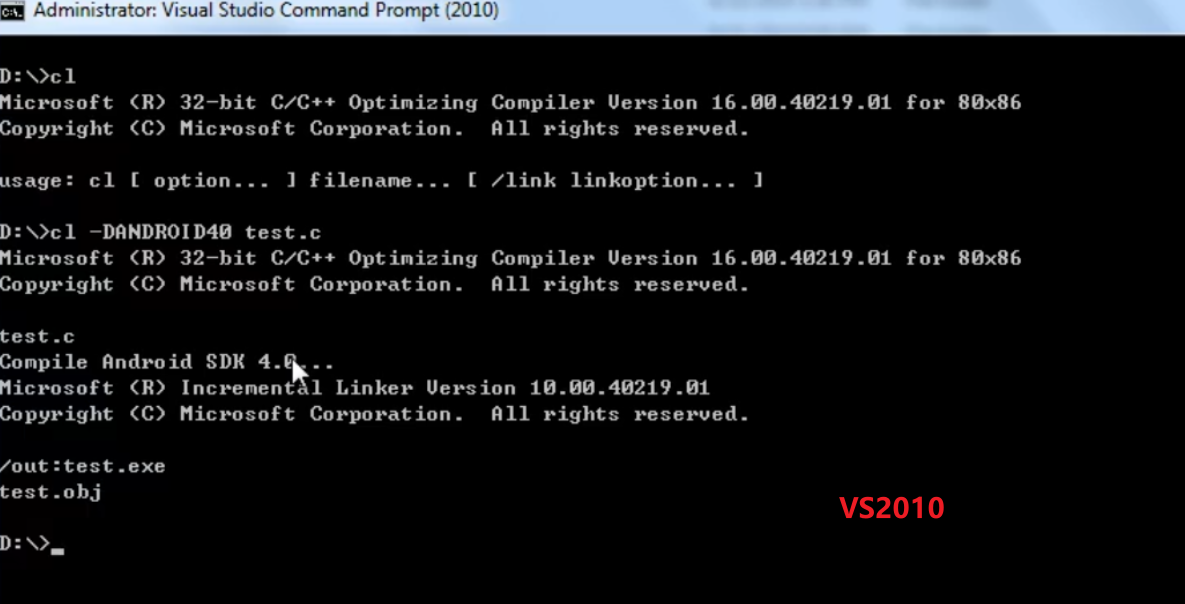 Administrator: Visual Studio Command Prompt (2010)
D:\>cl
Microsoft (R) 32-bit C/C++ Optimizing Compiler Version 16.00.40219.01 for 80x86
Copyright (C) Microsoft Corporation.  All rights reserved.
usage: cl [ option... ] filename... [ /link linkoption... ]
D:\>cl -DANDROID40 test.c
Microsoft (R) 32-bit C/C++ Optimizing Compiler Version 16.00.40219.01 for 80x86
Copyright (C) Microsoft Corporation.  All rights reserved.
test.c
Compile Android SDK 4.0...
Microsoft (R) Incremental Linker Version 10.00.40219.01
Copyright (C) Microsoft Corporation.  All rights reserved.
/out:test.exe
test.obj
VS2010
D:\>_